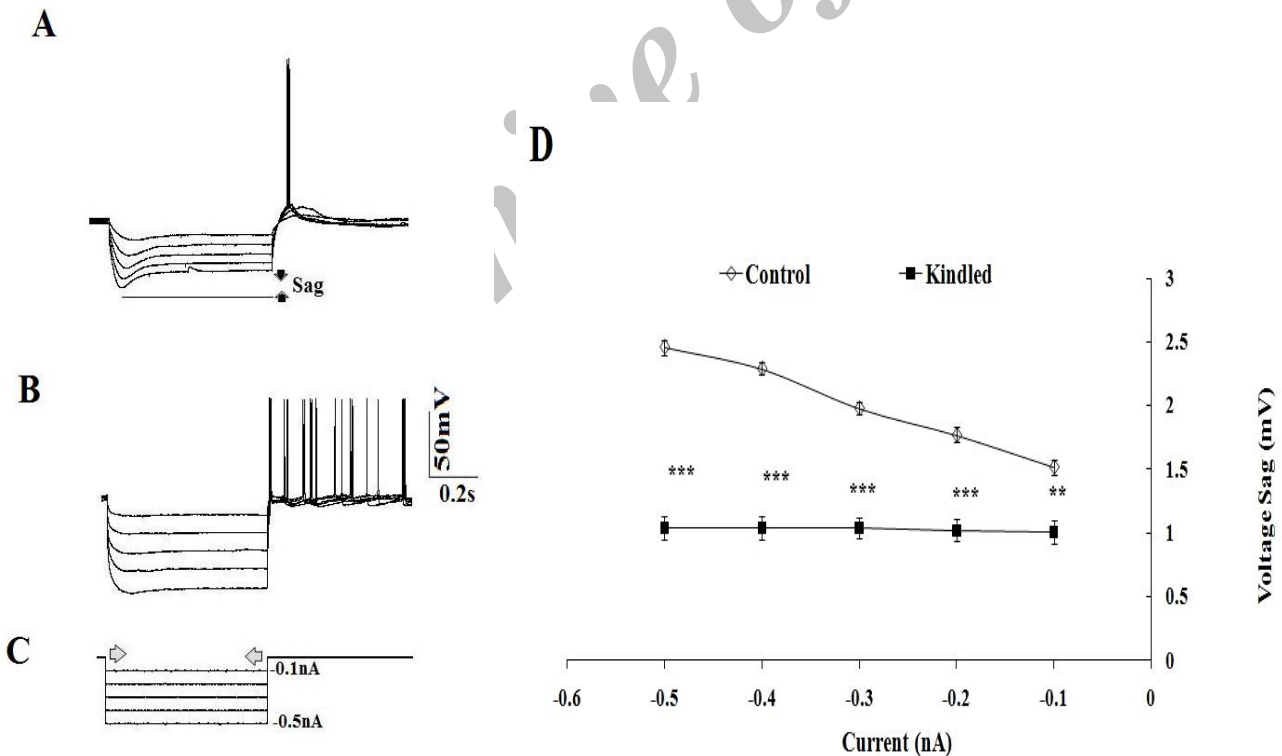 A
Sag
B
50mV
0.2s
C
-0.1nA
-0.5nA
D
Control
Kindled
3
2.5
2
1.5
1
0.5
0
***
***
***
***
**
-0.6
-0.5
-0.4
-0.3
-0.2
-0.1
0
Current (nA)
Voltage Sag (mV)